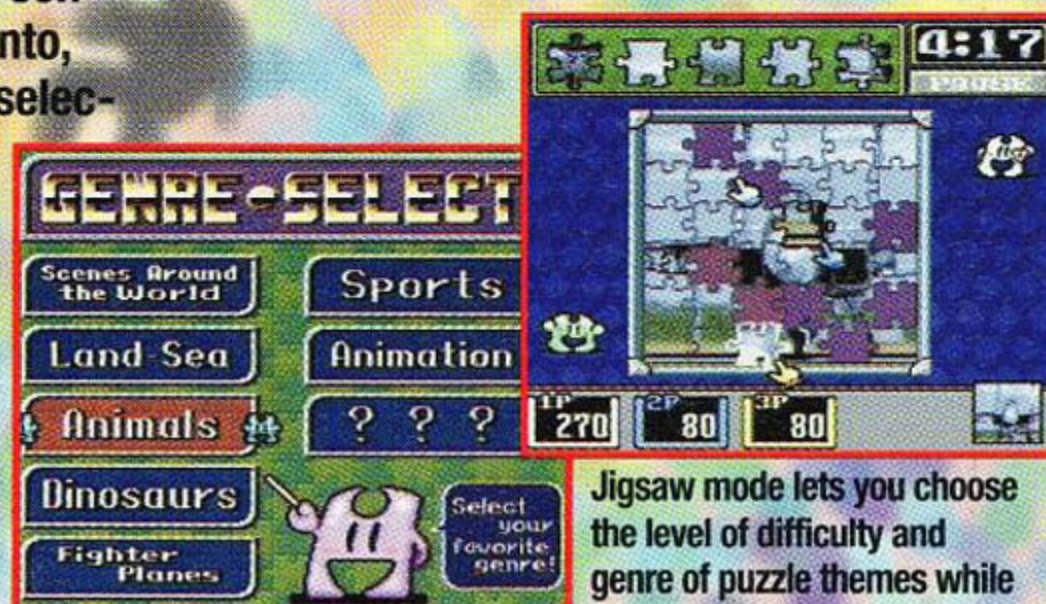 nto,
selec-
GENRE-SELECT
Scenes Around
the World
Sports
Land-Sea
Animation
Animals
? ? ?
Dinosaurs
Fighter
Planes
Select
your
favorite
genre!
4:17
1P
270
2P
80
3P
80
Jigsaw mode lets you choose
the level of difficulty and
genre of puzzle themes while